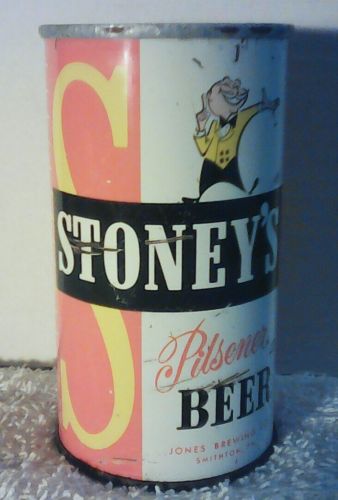 S
STONEY'S
Pilsener
BEER
JONES BREWING
SMITHTON,